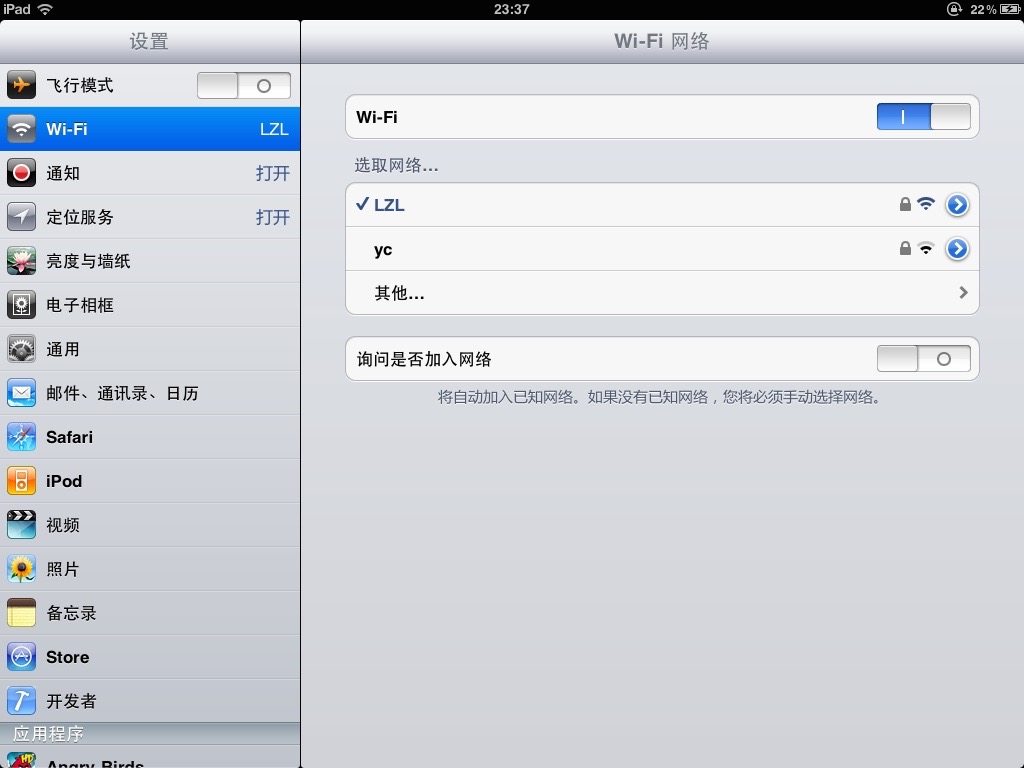 iPad 23:37 22%
设置
飞行模式
Wi-Fi LZL
通知 打开
定位服务 打开
亮度与墙纸
电子相框
通用
邮件、通讯录、日历
Safari
iPod
视频
照片
备忘录
Store
开发者
应用程序
Angry Birds
Wi-Fi 网络
Wi-Fi
选取网络...
LZL
yc
其他...
询问是否加入网络
将自动加入已知网络。如果没有已知网络，您将必须手动选择网络。